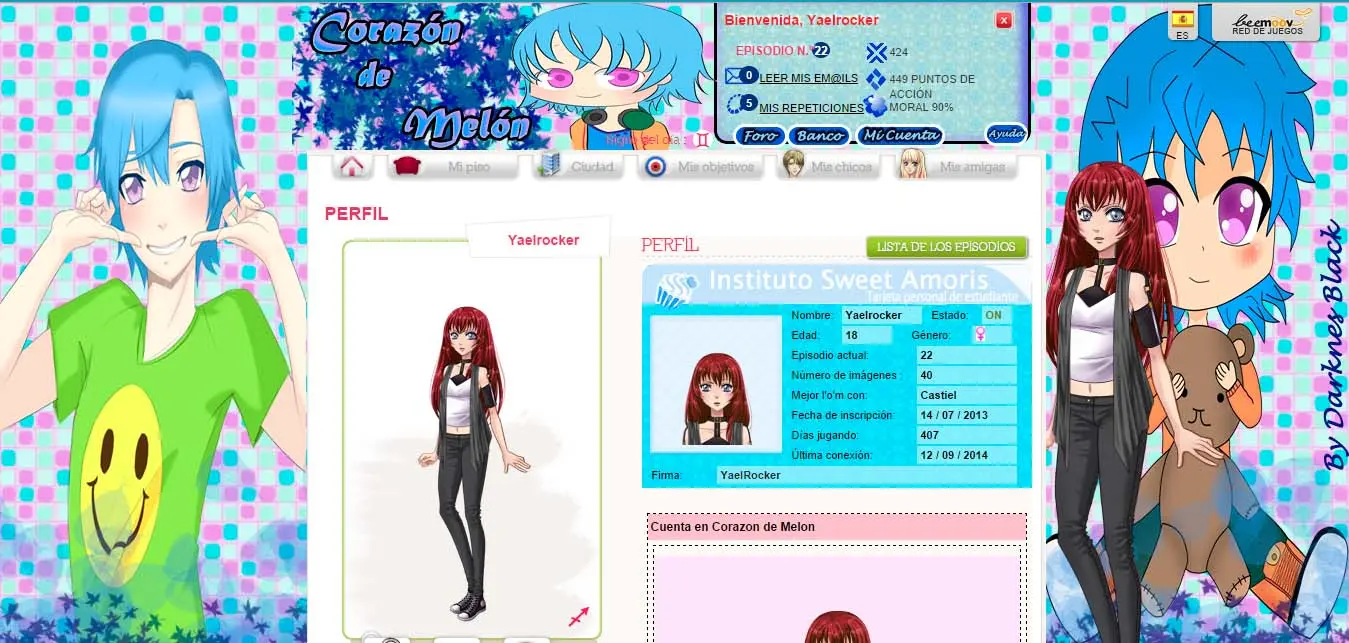 Corazón
de
Melón
Bienvenida, Yaelrocker
x
EPISODIO N. 22
424
0 LEER MIS EM@ILS
449 PUNTOS DE
ACCIÓN
5 MIS REPETICIONES
MORAL 90%
Signo del día :
Foro
Banco
Mi Cuenta
Ayuda
ES
beemoov
RED DE JUEGOS
Mi piso
Ciudad
Mis objetivos
Mis chicos
Mis amigas
PERFIL
Yaelrocker
PERFIL
LISTA DE LOS EPISODIOS
Instituto Sweet Amoris
Tarjeta personal de estudiante
Nombre: Yaelrocker Estado: ON
Edad: 18 Género:
Episodio actual: 22
Número de imágenes : 40
Mejor l'o'm con: Castiel
Fecha de inscripción: 14 / 07 / 2013
Días jugando: 407
Última conexión: 12 / 09 / 2014
Firma: YaelRocker
Cuenta en Corazon de Melon
By Darknes Black